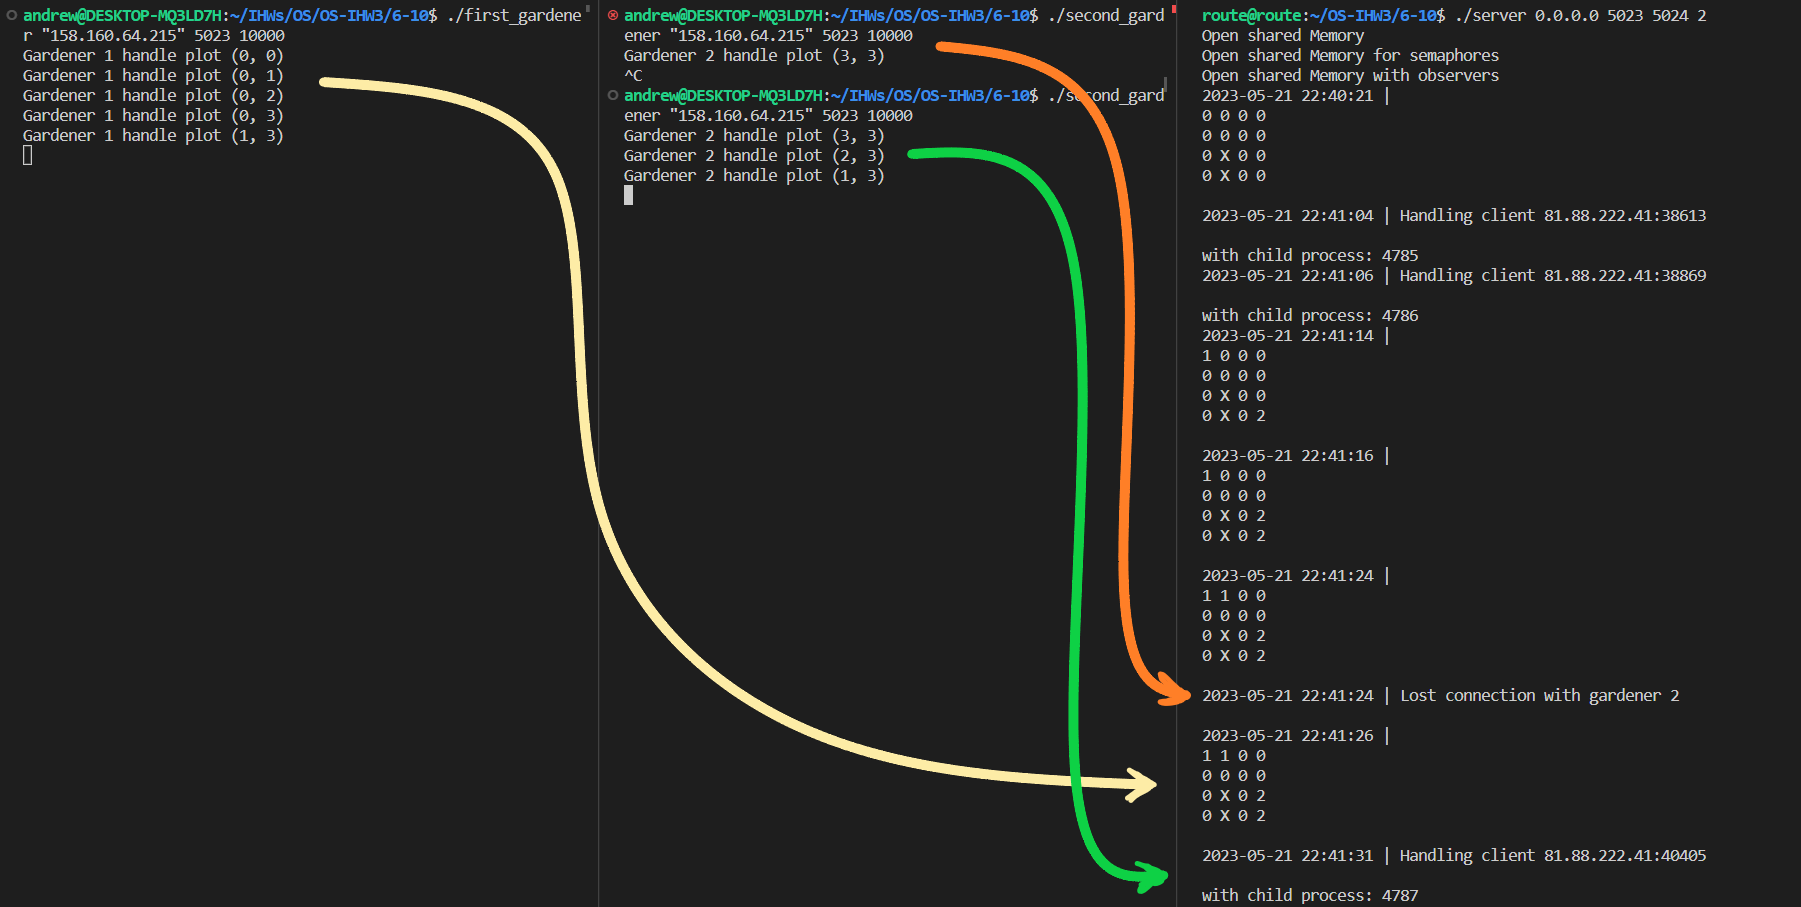 andrew@DESKTOP-MQ3LD7H:~/IHWs/OS/OS-IHW3/6-10$ ./first_gardene
r "158.160.64.215" 5023 10000
Gardener 1 handle plot (0, 0)
Gardener 1 handle plot (0, 1)
Gardener 1 handle plot (0, 2)
Gardener 1 handle plot (0, 3)
Gardener 1 handle plot (1, 3)
andrew@DESKTOP-MQ3LD7H:~/IHWs/OS/OS-IHW3/6-10$ ./second_gard
ener "158.160.64.215" 5023 10000
Gardener 2 handle plot (3, 3)
^C
andrew@DESKTOP-MQ3LD7H:~/IHWs/OS/OS-IHW3/6-10$ ./second_gard
ener "158.160.64.215" 5023 10000
Gardener 2 handle plot (3, 3)
Gardener 2 handle plot (2, 3)
Gardener 2 handle plot (1, 3)
route@route:~/OS-IHW3/6-10$ ./server 0.0.0.0 5023 5024 2
Open shared Memory
Open shared Memory for semaphores
Open shared Memory with observers
2023-05-21 22:40:21 |
0 0 0 0
0 0 0 0
0 X 0 0
0 X 0 0
2023-05-21 22:41:04 | Handling client 81.88.222.41:38613
with child process: 4785
2023-05-21 22:41:06 | Handling client 81.88.222.41:38869
with child process: 4786
2023-05-21 22:41:14 |
1 0 0 0
0 0 0 0
0 X 0 0
0 X 0 2
2023-05-21 22:41:16 |
1 0 0 0
0 0 0 0
0 X 0 2
0 X 0 2
2023-05-21 22:41:24 |
1 1 0 0
0 0 0 0
0 X 0 2
0 X 0 2
2023-05-21 22:41:24 | Lost connection with gardener 2
2023-05-21 22:41:26 |
1 1 0 0
0 0 0 0
0 X 0 2
0 X 0 2
2023-05-21 22:41:31 | Handling client 81.88.222.41:40405
with child process: 4787